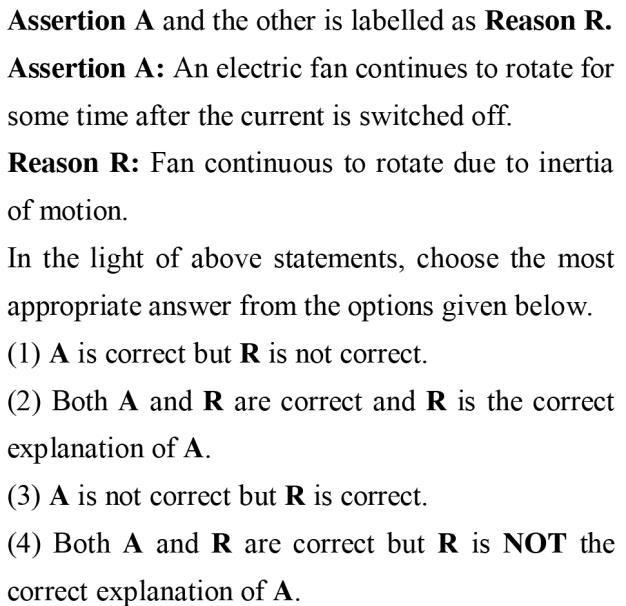 Assertion A and the other is labelled as Reason R.
Assertion A: An electric fan continues to rotate for
some time after the current is switched off.
Reason R: Fan continuous to rotate due to inertia
of motion.
In the light of above statements, choose the most
appropriate answer from the options given below.
(1) A is correct but R is not correct.
(2) Both A and R are correct and R is the correct
explanation of A.
(3) A is not correct but R is correct.
(4) Both A and R are correct but R is NOT the
correct explanation of A.